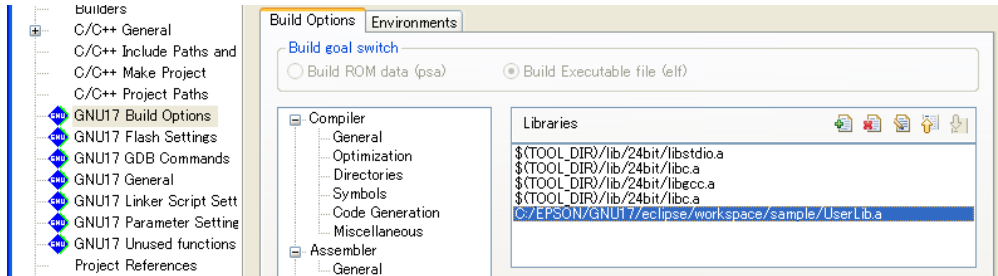 Builders
C/C++ General
C/C++ Include Paths and
C/C++ Make Project
C/C++ Project Paths
GNU17 Build Options
GNU17 Flash Settings
GNU17 GDB Commands
GNU17 General
GNU17 Linker Script Sett
GNU17 Parameter Setting
GNU17 Unused functions
Project References
Build Options
Environments
Build goal switch
Build ROM data (psa)
Build Executable file (elf)
Compiler
General
Optimization
Directories
Symbols
Code Generation
Miscellaneous
Assembler
General
Libraries
$(TOOL_DIR)/lib/24bit/libstdio.a
$(TOOL_DIR)/lib/24bit/libc.a
$(TOOL_DIR)/lib/24bit/libgcc.a
$(TOOL_DIR)/lib/24bit/libc.a
C:/EPSON/GNU17/eclipse/workspace/sample/UserLib.a